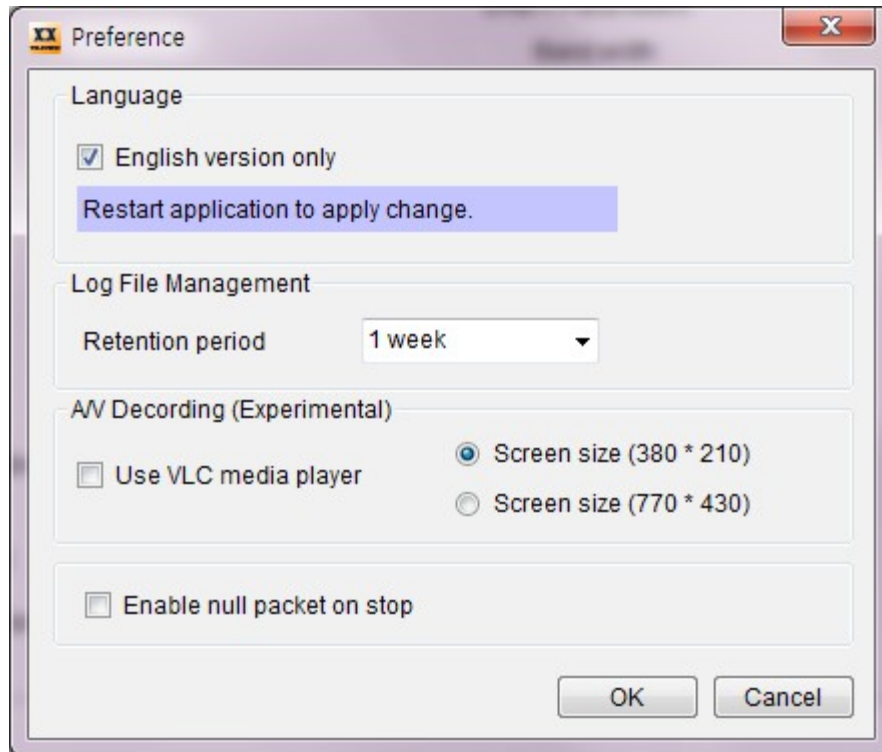 XX
Preference
Language
English version only
Restart application to apply change.
Log File Management
Retention period
1 week
A/V Decording (Experimental)
Use VLC media player
Screen size (380 * 210)
Screen size (770 * 430)
Enable null packet on stop
OK
Cancel